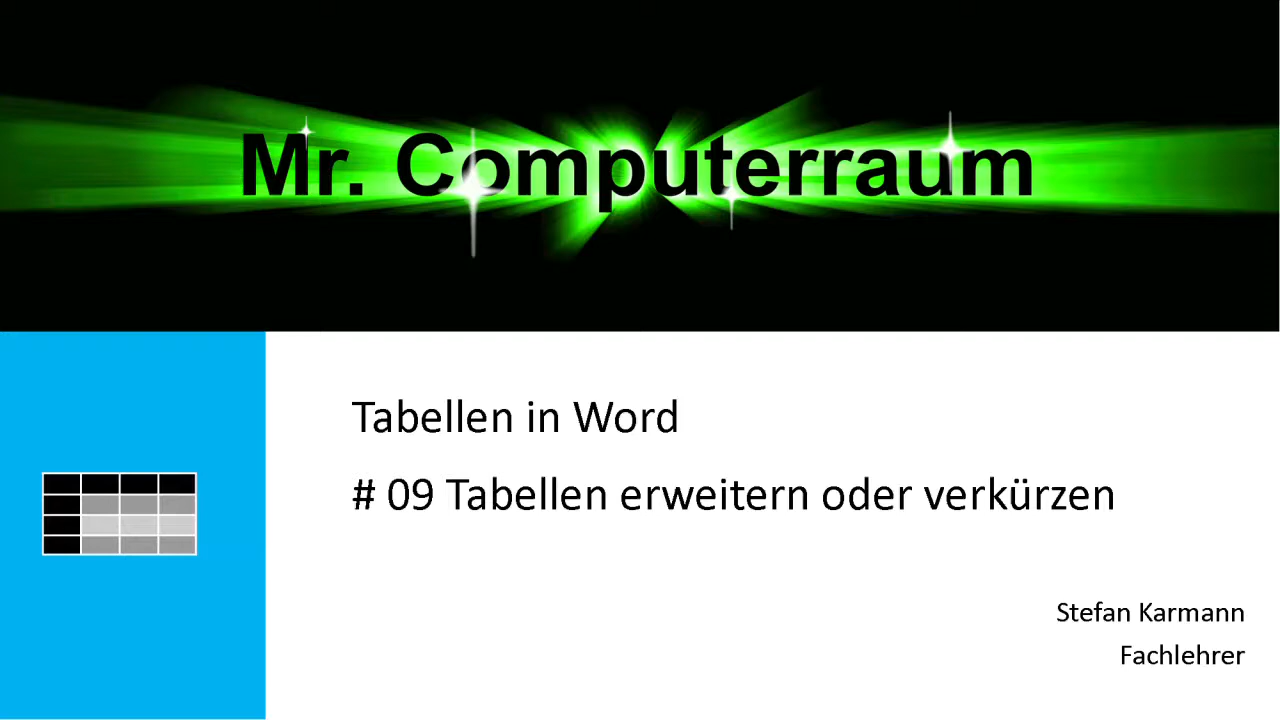 Mr. Computerraum
Tabellen in Word
# 09 Tabellen erweitern oder verkürzen
Stefan Karmann
Fachlehrer